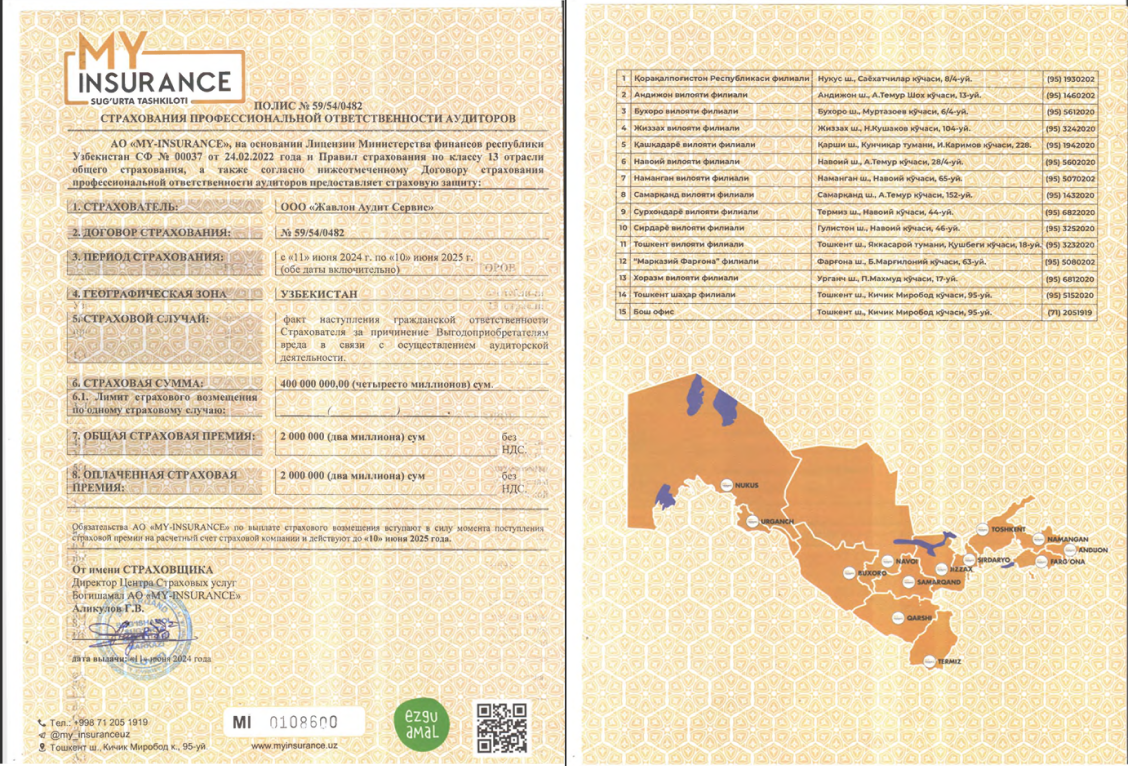 MY
INSURANCE
SUG'URTA TASHKILOTI
ПОЛИС № 59/54/0482
СТРАХОВАНИЯ ПРОФЕССИОНАЛЬНОЙ ОТВЕТСТВЕННОСТИ АУДИТОРОВ
АО «MY-INSURANCE», на основании Лицензии Министерства финансов республики
Узбекистан СФ № 00037 от 24.02.2022 года и Правил страхования по классу 13 отрасли
общего страхования, а также согласно нижеотмеченному Договору страхования
профессиональной ответственности аудиторов предоставляет страховую защиту:
1. СТРАХОВАТЕЛЬ: ООО «Жавлон Аудит Сервис»
2. ДОГОВОР СТРАХОВАНИЯ: № 59/54/0482
3. ПЕРИОД СТРАХОВАНИЯ: с «11» июня 2024 г. по «10» июня 2025 г.
(обе даты включительно)
4. ГЕОГРАФИЧЕСКАЯ ЗОНА УЗБЕКИСТАН
5. СТРАХОВОЙ СЛУЧАЙ: факт наступления гражданской ответственности
Страхователя за причинение Выгодоприобретателям
вреда в связи с осуществлением аудиторской
деятельности.
6. СТРАХОВАЯ СУММА: 400 000 000,00 (четыресто миллионов) сум.
6.1. Лимит страхового возмещения
по одному страховому случаю: ( ).
7. ОБЩАЯ СТРАХОВАЯ ПРЕМИЯ: 2 000 000 (два миллиона) сум без
НДС.
8. ОПЛАЧЕННАЯ СТРАХОВАЯ 2 000 000 (два миллиона) сум без
ПРЕМИЯ: НДС.
Обязательства АО «MY-INSURANCE» по выплате страхового возмещения вступают в силу момента поступления
страховой премии на расчетный счет страховой компании и действуют до «10» июня 2025 года.
От имени СТРАХОВЩИКА
Директор Центра Страховых услуг
Богишамал АО «MY-INSURANCE»
Аликулов Г.В.
дата выдачи: «11» июня 2024 года
Тел.: +998 71 205 1919
@my_insuranceuz
Тошкент ш., Кичик Миробод к., 95-уй
MI 0108600
www.myinsurance.uz
ezgu
amal
1 Қорақалпоғистон Республикаси филиали Нукус ш., Саёхатчилар кўчаси, 8/4-уй. (95) 1930202
2 Андижон вилояти филиали Андижон ш., А.Темур Шох кўчаси, 13-уй. (95) 1460202
3 Бухоро вилояти филиали Бухоро ш., Муртазоев кўчаси, 6/4-уй. (95) 5612020
4 Жиззах вилояти филиали Жиззах ш., Н.Кушаков кўчаси, 104-уй. (95) 3242020
5 Қашкадарё вилояти филиали Қарши ш., Кунчиқар тумани, И.Каримов кўчаси, 228. (95) 1942020
6 Навоий вилояти филиали Навоий ш., А.Темур, 28/4-уй. (95) 5602020
7 Наманган вилояти филиали Наманган ш., Навоий кўчаси, 65-уй. (95) 5070202
8 Самарқанд вилояти филиали Самарқанд ш., А.Темур кўчаси, 152-уй. (95) 1432020
9 Сурхондарё вилояти филиали Термиз ш., Навоий кўчаси, 44-уй. (95) 6822020
10 Сирдарё вилояти филиали Гулистон ш., Навоий кўчаси, 46-уй. (95) 3252020
11 Тошкент вилояти филиали Тошкент ш., Яккасарой тумани, Қушбеги кўчаси, 18-уй. (95) 3232020
12 "Марказий Фарғона" филиали Фарғона ш., Б.Марғилоний кўчаси, 63-уй. (95) 5080202
13 Хоразм вилояти филиали Урганч ш., П.Махмуд кўчаси, 17-уй. (95) 6812020
14 Тошкент шаҳар филиали Тошкент ш., Кичик Миробод кўчаси, 95-уй. (95) 5152020
15 Бош офис Тошкент ш., Кичик Миробод кўчаси, 95-уй. (71) 2051919
NUKUS
URGANCH
TOSHKENT
NAMANGAN
ANDIJON
FARG'ONA
SIRDARYO
JIZZAX
NAVOI
BUXORO
SAMARQAND
QARSHI
TERMIZ